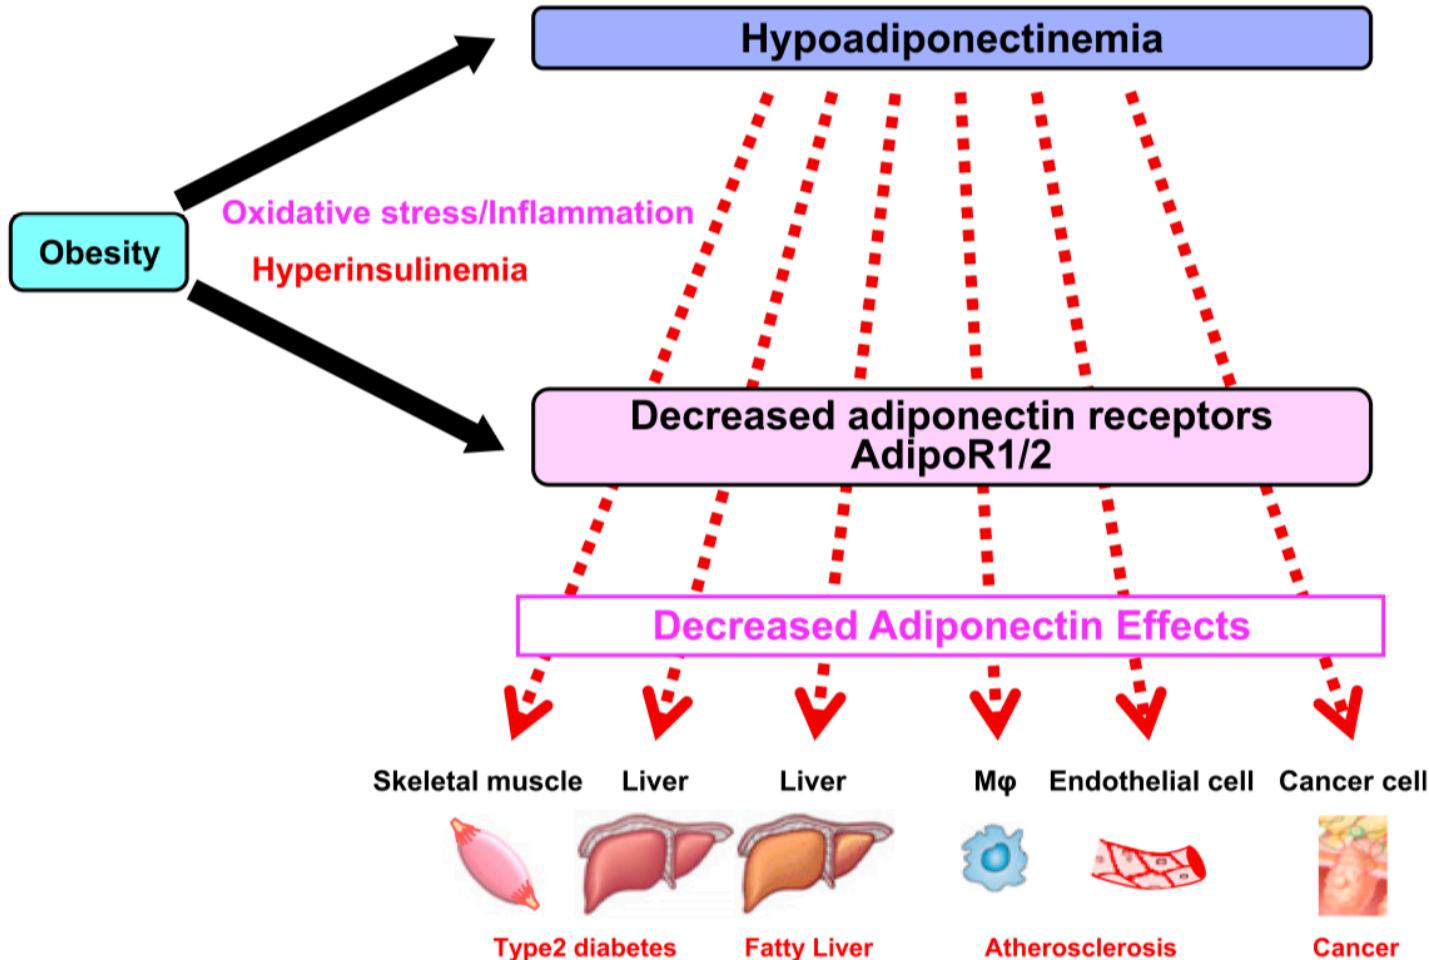 Hypoadiponectinemia
Oxidative stress/Inflammation
Obesity
Hyperinsulinemia
Decreased adiponectin receptors
AdipoR1/2
Decreased Adiponectin Effects
Skeletal muscle
Liver
Liver
Mφ
Endothelial cell
Cancer cell
Type2 diabetes
Fatty Liver
Atherosclerosis
Cancer